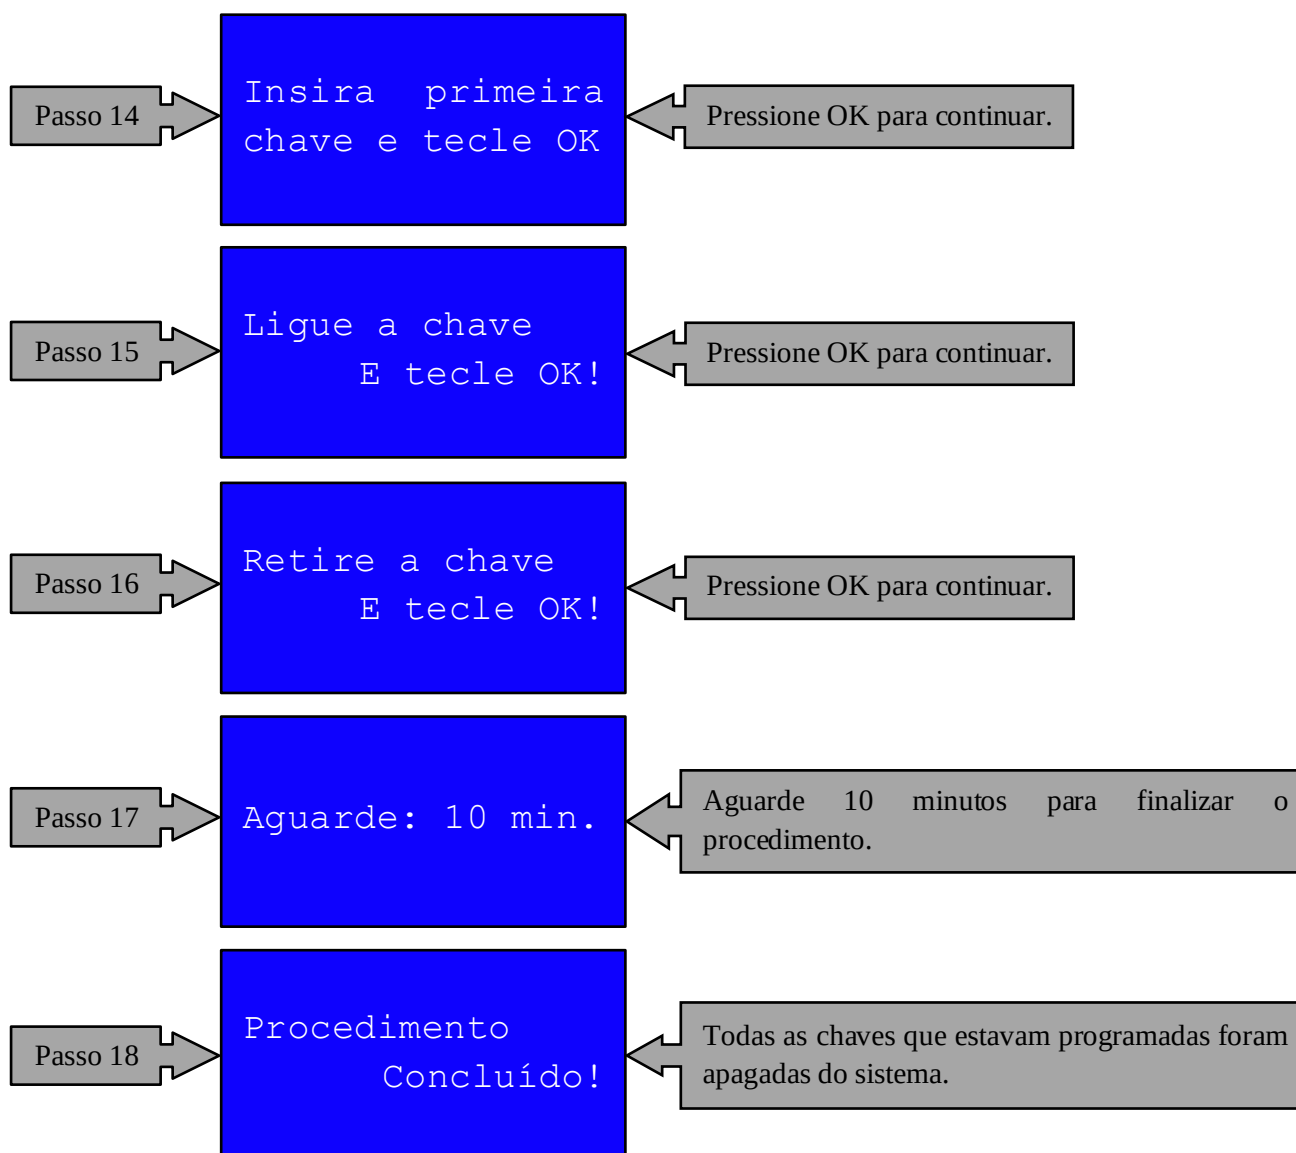 Passo 14
Insira primeira
chave e tecle OK
Pressione OK para continuar.
Passo 15
Ligue a chave
E tecle OK!
Pressione OK para continuar.
Passo 16
Retire a chave
E tecle OK!
Pressione OK para continuar.
Passo 17
Aguarde: 10 min.
Aguarde 10 minutos para finalizar o
procedimento.
Passo 18
Procedimento
Concluído!
Todas as chaves que estavam programadas foram
apagadas do sistema.